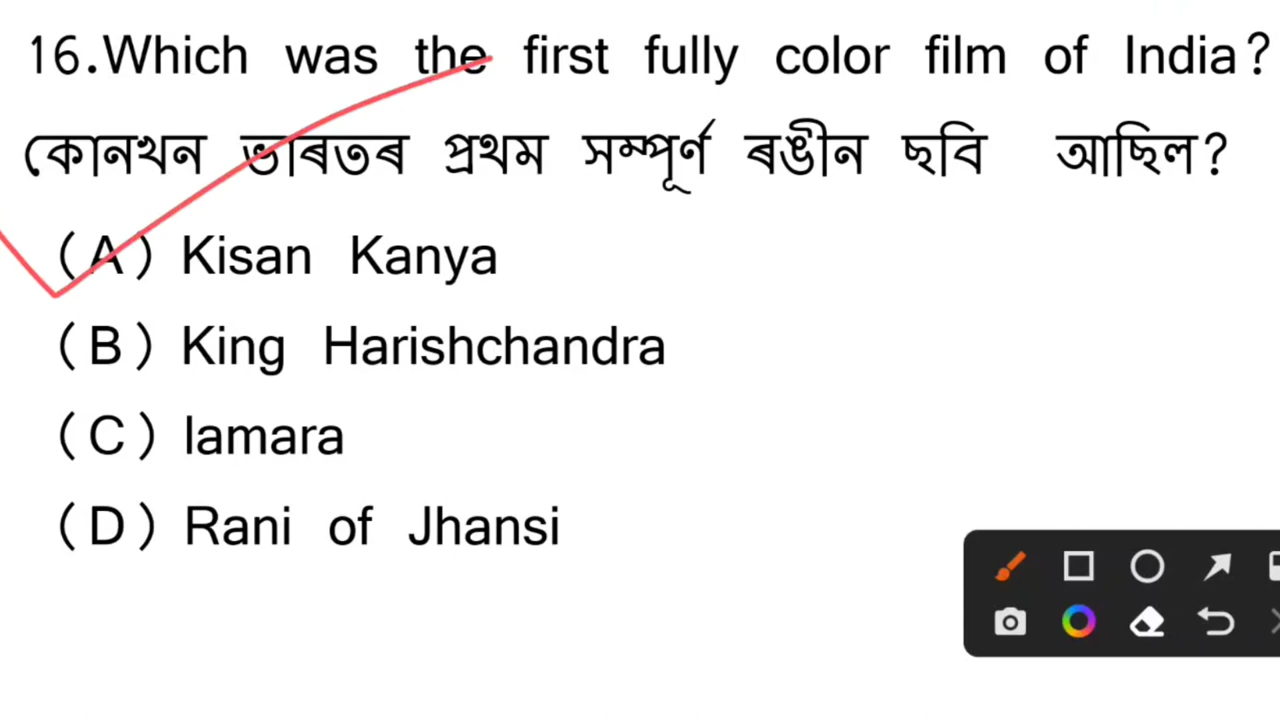 16.Which was the first fully color film of India?
কোনখন ভাৰতৰ প্ৰথম সম্পূৰ্ণ ৰঙীন ছবি আছিল?
(A) Kisan Kanya
(B) King Harishchandra
(C) lamara
(D) Rani of Jhansi